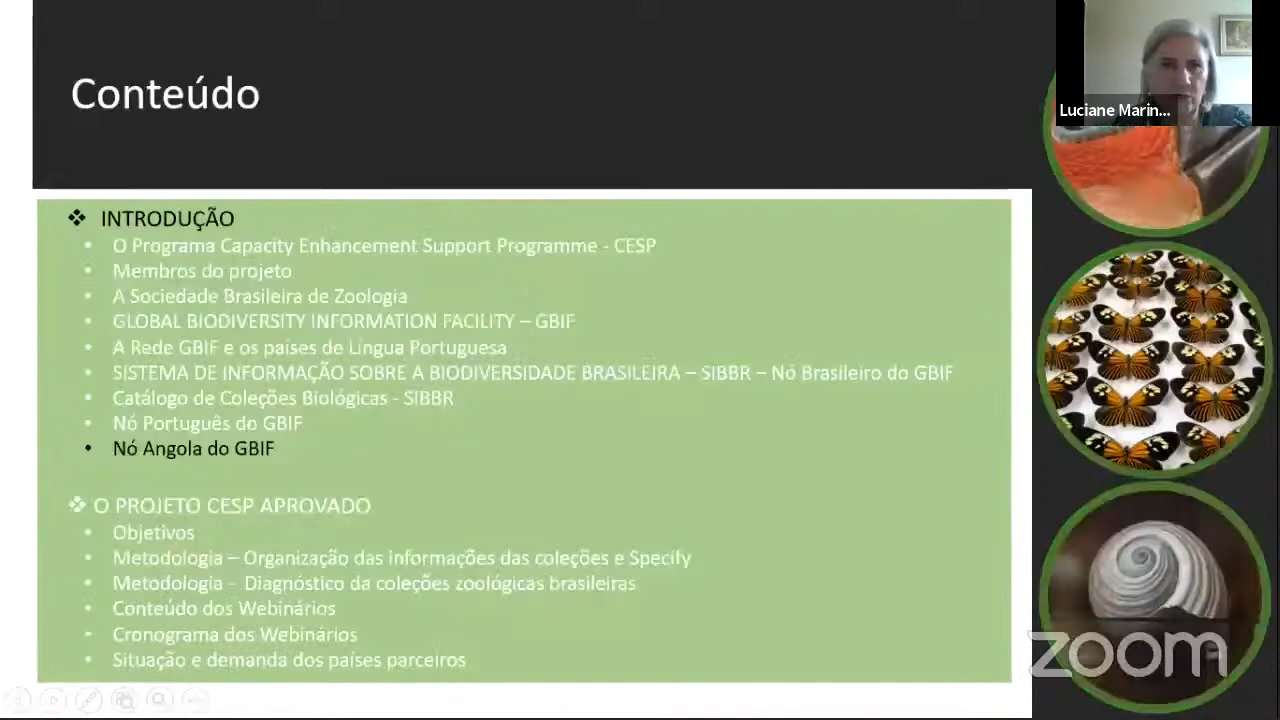 Conteúdo
Luciane Marin...
❖ INTRODUÇÃO
• O Programa Capacity Enhancement Support Programme - CESP
• Membros do projeto
• A Sociedade Brasileira de Zoologia
• GLOBAL BIODIVERSITY INFORMATION FACILITY – GBIF
• A Rede GBIF e os países de Língua Portuguesa
• SISTEMA DE INFORMAÇÃO SOBRE A BIODIVERSIDADE BRASILEIRA – SIBBR – Nó Brasileiro do GBIF
• Catálogo de Coleções Biológicas - SIBBR
• Nó Português do GBIF
• Nó Angola do GBIF
❖ O PROJETO CESP APROVADO
• Objetivos
• Metodologia – Organização das informações das coleções e Specify
• Metodologia - Diagnóstico da coleções zoológicas brasileiras
• Conteúdo dos Webinários
• Cronograma dos Webinários
• Situação e demanda dos países parceiros
zoom